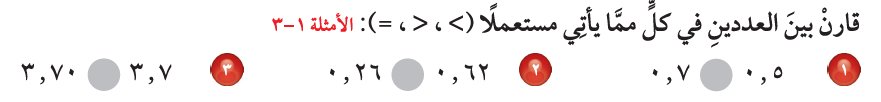 قارنْ بينَ العددينِ في كلٍّ ممَّا يأتِي مستعملًا (> ، < ، =): الأمثلة ١-٣
١ ٠,٥ ٠,٧ ٢ ٠,٦٢ ٠,٢٦ ٣ ٣,٧ ٣,٧٠